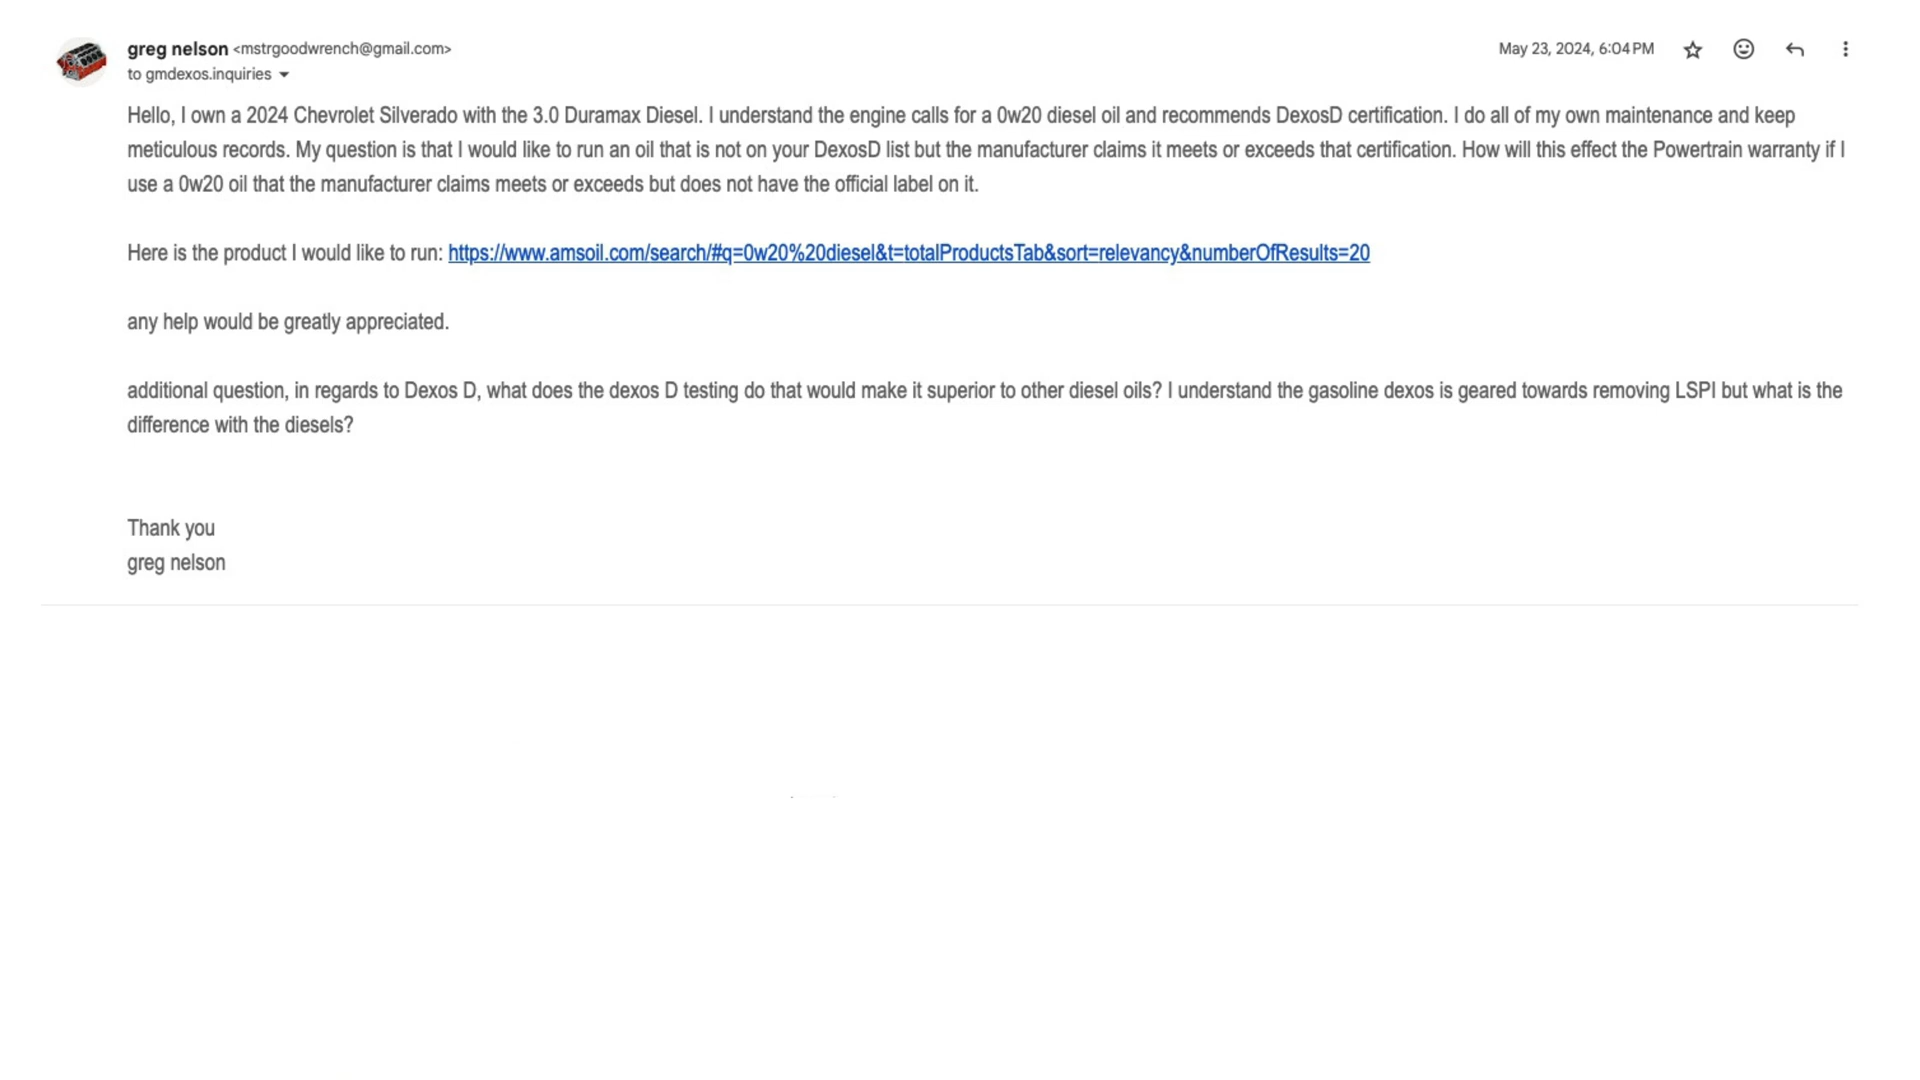 greg nelson <mstrgoodwrench@gmail.com>
May 23, 2024, 6:04 PM
to gmdexos.inquiries
Hello, I own a 2024 Chevrolet Silverado with the 3.0 Duramax Diesel. I understand the engine calls for a 0w20 diesel oil and recommends DexosD certification. I do all of my own maintenance and keep
meticulous records. My question is that I would like to run an oil that is not on your DexosD list but the manufacturer claims it meets or exceeds that certification. How will this effect the Powertrain warranty if I
use a 0w20 oil that the manufacturer claims meets or exceeds but does not have the official label on it.
Here is the product I would like to run: https://www.amsoil.com/search/#q=0w20%20diesel&t=totalProductsTab&sort=relevancy&numberOfResults=20
any help would be greatly appreciated.
additional question, in regards to Dexos D, what does the dexos D testing do that would make it superior to other diesel oils? I understand the gasoline dexos is geared towards removing LSPI but what is the
difference with the diesels?
Thank you
greg nelson